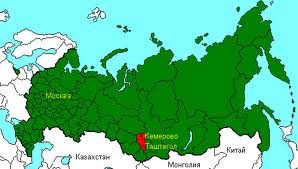 Москва
Кемерово
Таштагол
Казахстан
Монголия
Китай